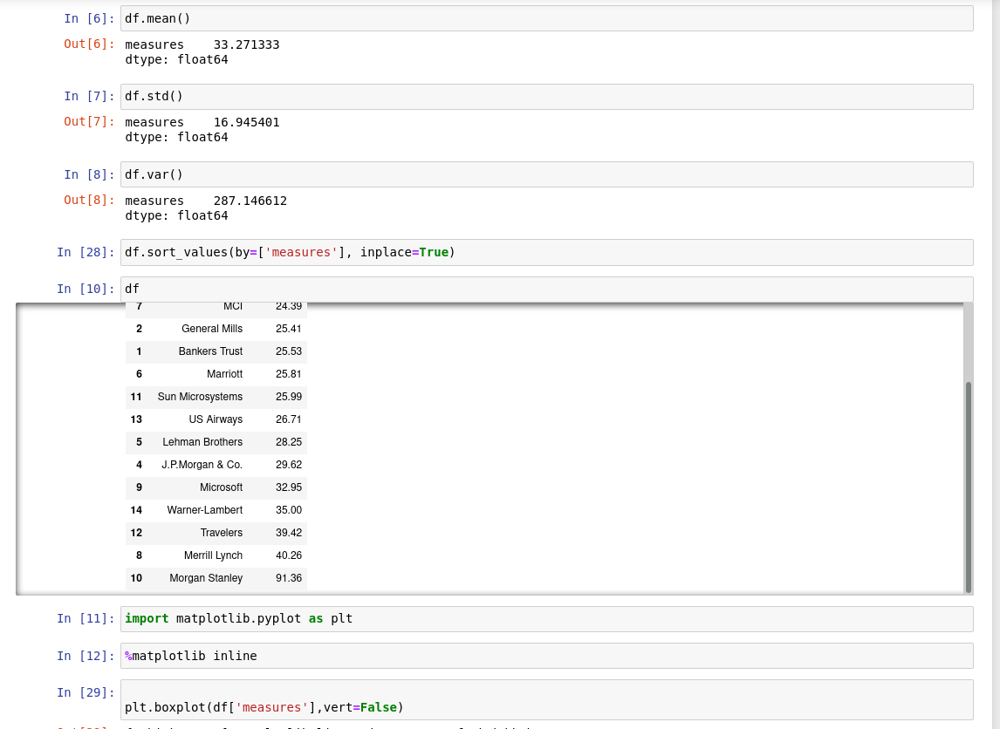 In [6]: df.mean()
Out[6]: measures    33.271333
dtype: float64
In [7]: df.std()
Out[7]: measures    16.945401
dtype: float64
In [8]: df.var()
Out[8]: measures    287.146612
dtype: float64
In [28]: df.sort_values(by=['measures'], inplace=True)
In [10]: df
7 MCI 24.39
2 General Mills 25.41
1 Bankers Trust 25.53
6 Marriott 25.81
11 Sun Microsystems 25.99
13 US Airways 26.71
5 Lehman Brothers 28.25
4 J.P.Morgan & Co. 29.62
9 Microsoft 32.95
14 Warner-Lambert 35.00
12 Travelers 39.42
8 Merrill Lynch 40.26
10 Morgan Stanley 91.36
In [11]: import matplotlib.pyplot as plt
In [12]: %matplotlib inline
In [29]:
plt.boxplot(df['measures'],vert=False)